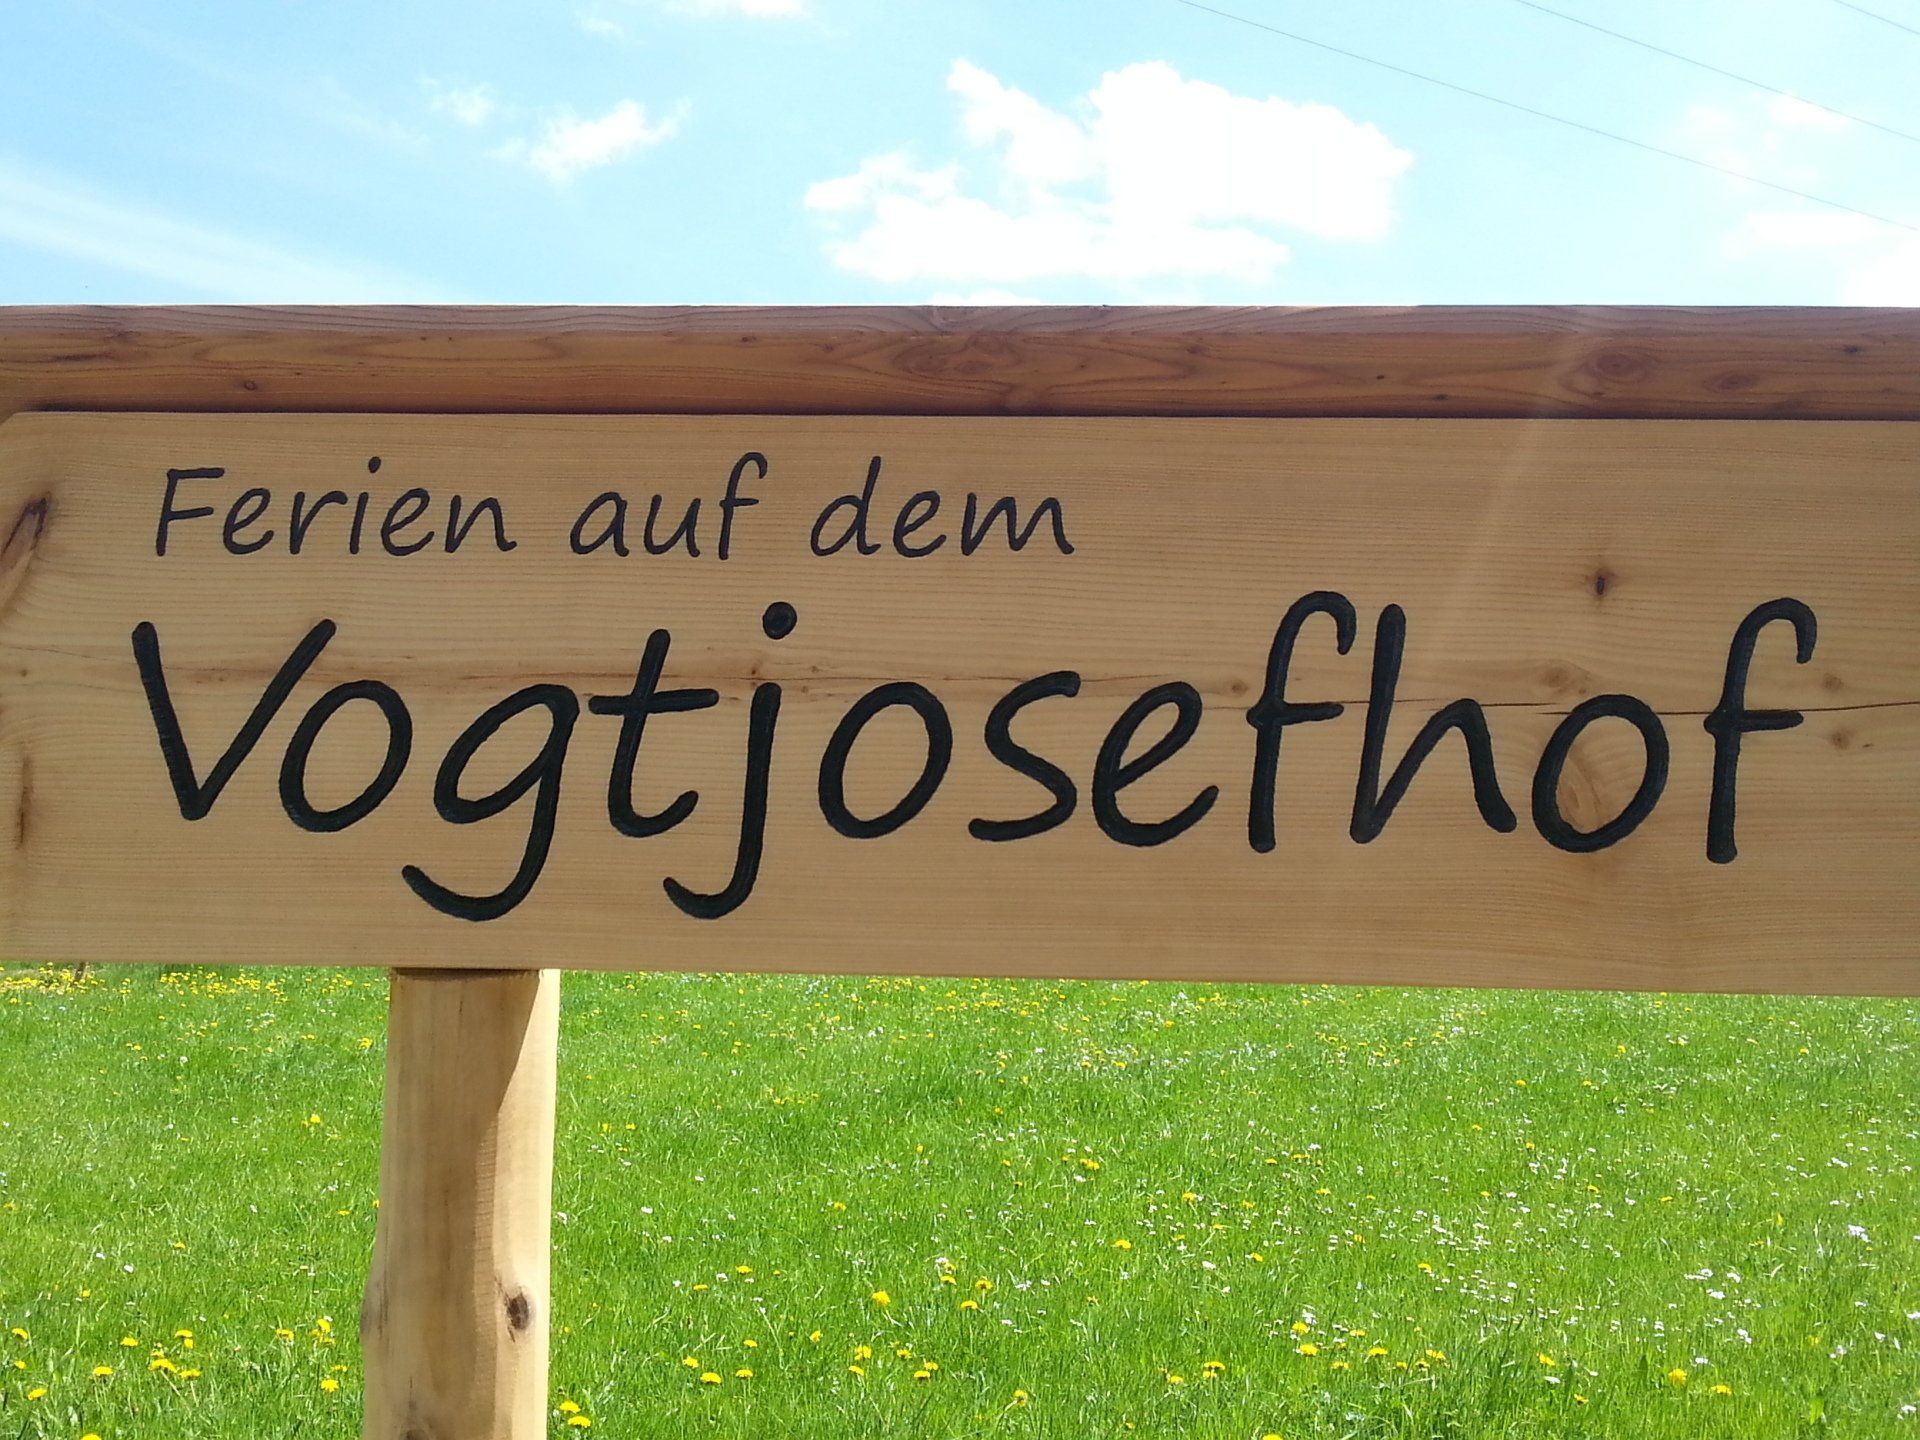 Ferien auf dem
Vogtjosefhof